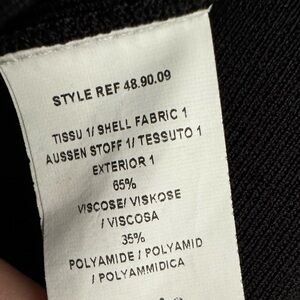 STYLE REF 48.90.09
TISSU 1/ SHELL FABRIC 1
AUSSEN STOFF 1/ TESSUTO 1
EXTERIOR 1
65%
VISCOSE/ VISKOSE
/ VISCOSA
35%
POLYAMIDE / POLYAMID
/ POLYAMMIDICA